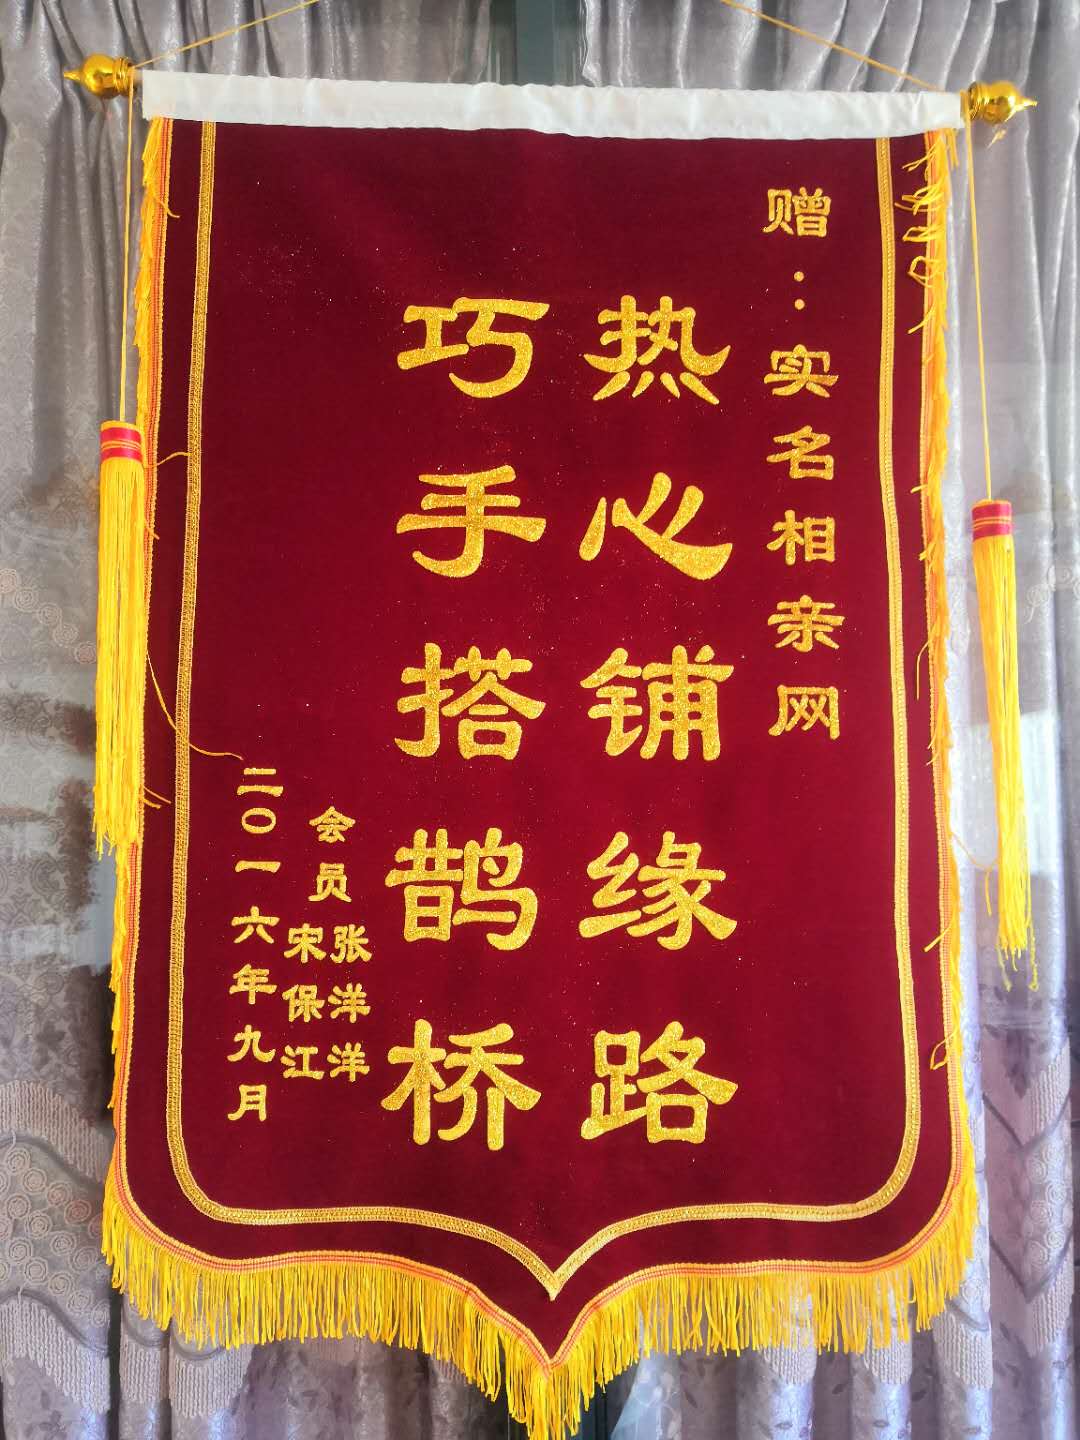 赠：实名相亲网
热心铺缘路
巧手搭鹊桥
会员张洋洋
宋保江
二〇一六年九月